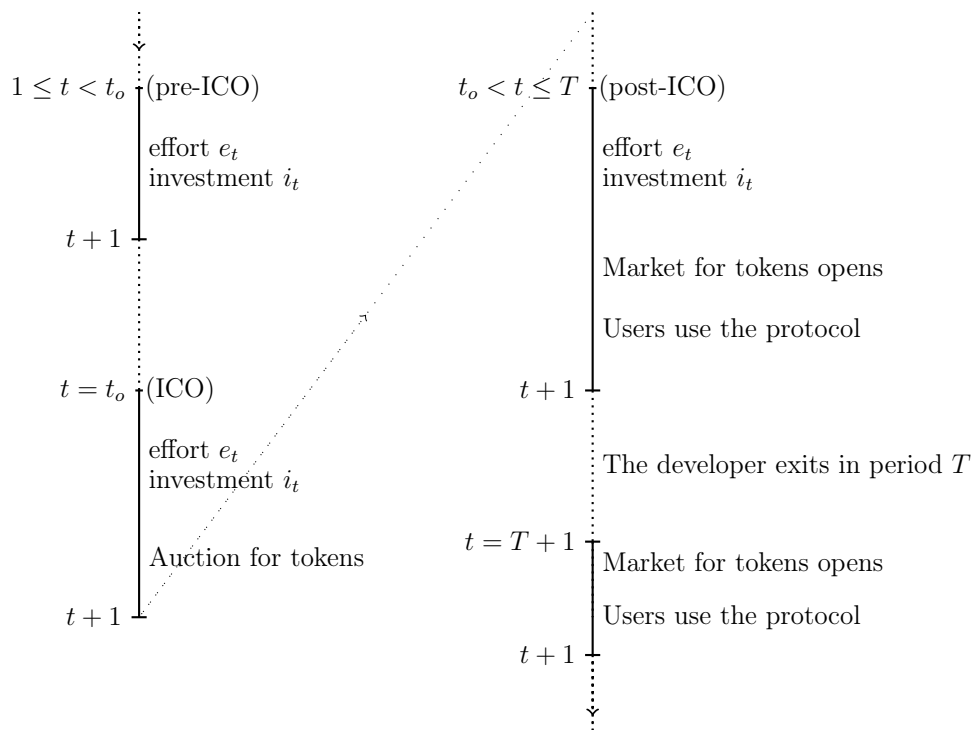 1 ≤ t < t_o (pre-ICO)
effort e_t
investment i_t
t + 1
t = t_o (ICO)
effort e_t
investment i_t
Auction for tokens
t + 1
t_o < t ≤ T (post-ICO)
effort e_t
investment i_t
Market for tokens opens
Users use the protocol
t + 1
The developer exits in period T
t = T + 1
Market for tokens opens
Users use the protocol
t + 1